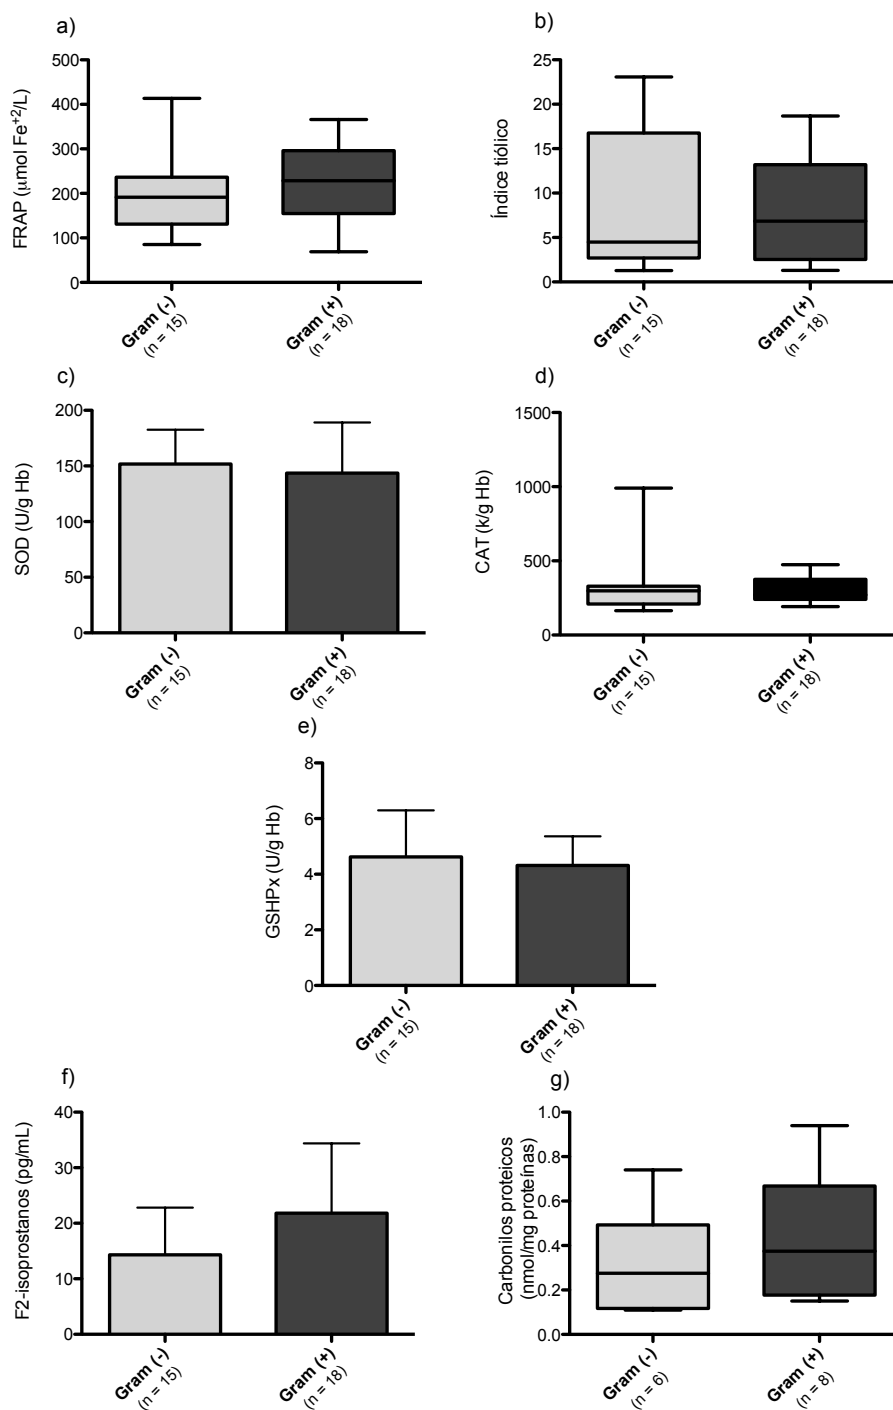 a)
FRAP (μmol Fe⁺²/L)
500
400
300
200
100
0
Gram (-)
(n = 15)
Gram (+)
(n = 18)
b)
Índice tiólico
25
20
15
10
5
0
Gram (-)
(n = 15)
Gram (+)
(n = 18)
c)
SOD (U/g Hb)
200
150
100
50
0
Gram (-)
(n = 15)
Gram (+)
(n = 18)
d)
CAT (k/g Hb)
1500
1000
500
0
Gram (-)
(n = 15)
Gram (+)
(n = 18)
e)
GSHPx (U/g Hb)
8
6
4
2
0
Gram (-)
(n = 15)
Gram (+)
(n = 18)
f)
F2-isoprostanos (pg/mL)
40
30
20
10
0
Gram (-)
(n = 15)
Gram (+)
(n = 18)
g)
Carbonilos proteicos
(nmol/mg proteínas)
1.0
0.8
0.6
0.4
0.2
0.0
Gram (-)
(n = 6)
Gram (+)
(n = 8)